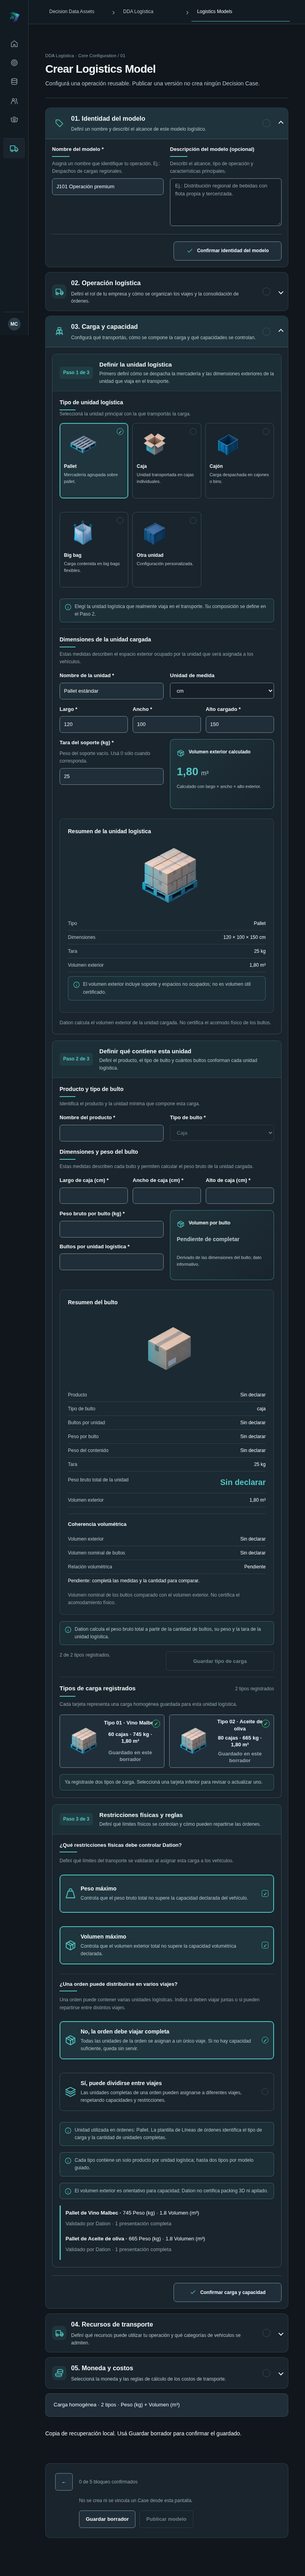 Decision Data Assets
DDA Logística
Logistics Models
DDA Logística · Core Configuration / 01
Crear Logistics Model
Configurá una operación reusable. Publicar una versión no crea ningún Decision Case.
01. Identidad del modelo
Definí un nombre y describí el alcance de este modelo logístico.
Nombre del modelo *
Asigná un nombre que identifique tu operación. Ej.:
Despachos de cargas regionales.
J101 Operación premium
Descripción del modelo (opcional)
Describí el alcance, tipo de operación y
características principales.
Ej.: Distribución regional de bebidas con
flota propia y tercerizada.
Confirmar identidad del modelo
02. Operación logística
Definí el rol de tu empresa y cómo se organizan los viajes y la consolidación de
órdenes.
03. Carga y capacidad
Configurá qué transportás, cómo se compone la carga y qué capacidades se controlan.
Paso 1 de 3
Definir la unidad logística
Primero definí cómo se despacha la mercadería y las dimensiones exteriores de la
unidad que viaja en el transporte.
Tipo de unidad logística
Seleccioná la unidad principal con la que transportás la carga.
Pallet
Mercadería agrupada sobre
pallet.
Caja
Unidad transportada en cajas
individuales.
Cajón
Carga despachada en cajones
o bins.
Big bag
Carga contenida en big bags
flexibles.
Otra unidad
Configuración personalizada.
Elegí la unidad logística que realmente viaja en el transporte. Su composición se define en
el Paso 2.
Dimensiones de la unidad cargada
Estas medidas describen el espacio exterior ocupado por la unidad que será asignada a los
vehículos.
Nombre de la unidad *
Pallet estándar
Unidad de medida
cm
Largo *
120
Ancho *
100
Alto cargado *
150
Tara del soporte (kg) *
Peso del soporte vacío. Usá 0 sólo cuando
corresponda.
25
Volumen exterior calculado
1,80 m³
Calculado con largo × ancho × alto exterior.
Resumen de la unidad logística
Tipo
Pallet
Dimensiones
120 × 100 × 150 cm
Tara
25 kg
Volumen exterior
1,80 m³
El volumen exterior incluye soporte y espacios no ocupados; no es volumen útil
certificado.
Dation calcula el volumen exterior de la unidad cargada. No certifica el acomodo físico de los bultos.
Paso 2 de 3
Definir qué contiene esta unidad
Definí el producto, el tipo de bulto y cuántos bultos conforman cada unidad
logística.
Producto y tipo de bulto
Identificá el producto y la unidad mínima que compone esta carga.
Nombre del producto *
Tipo de bulto *
Caja
Dimensiones y peso del bulto
Estas medidas describen cada bulto y permiten calcular el peso bruto de la unidad cargada.
Largo de caja (cm) *
Ancho de caja (cm) *
Alto de caja (cm) *
Peso bruto por bulto (kg) *
Bultos por unidad logística *
Volumen por bulto
Pendiente de completar
Derivado de las dimensiones del bulto; dato
informativo.
Resumen del bulto
Producto
Sin declarar
Tipo de bulto
caja
Bultos por unidad
Sin declarar
Peso por bulto
Sin declarar
Peso del contenido
Sin declarar
Tara
25 kg
Peso bruto total de la unidad
Sin declarar
Volumen exterior
1,80 m³
Coherencia volumétrica
Volumen exterior
Sin declarar
Volumen nominal de bultos
Sin declarar
Relación volumétrica
Pendiente
Pendiente: completá las medidas y la cantidad para comparar.
Volumen nominal de los bultos comparado con el volumen exterior. No certifica el
acomodamiento físico.
Dation calcula el peso bruto total a partir de la cantidad de bultos, su peso y la tara de la
unidad logística.
2 de 2 tipos registrados.
Guardar tipo de carga
Tipos de carga registrados
2 tipos registrados
Cada tarjeta representa una carga homogénea guardada para esta unidad logística.
Tipo 01 · Vino Malbec
60 cajas · 745 kg ·
1,80 m³
Guardado en este
borrador
Tipo 02 · Aceite de
oliva
80 cajas · 665 kg ·
1,80 m³
Guardado en este
borrador
Ya registraste dos tipos de carga. Seleccioná una tarjeta inferior para revisar o actualizar uno.
Paso 3 de 3
Restricciones físicas y reglas
Definí qué límites físicos se controlan y cómo pueden repartirse las órdenes.
¿Qué restricciones físicas debe controlar Dation?
Definí qué límites del transporte se validarán al asignar esta carga a los vehículos.
Peso máximo
Controla que el peso bruto total no supere la capacidad declarada del vehículo.
Volumen máximo
Controla que el volumen exterior total no supere la capacidad volumétrica
declarada.
¿Una orden puede distribuirse en varios viajes?
Una orden puede contener varias unidades logísticas. Indicá si deben viajar juntas o si pueden
repartirse entre distintos viajes.
No, la orden debe viajar completa
Todas las unidades de la orden se asignan a un único viaje. Si no hay capacidad
suficiente, queda sin servir.
Sí, puede dividirse entre viajes
Las unidades completas de una orden pueden asignarse a diferentes viajes,
respetando capacidades y restricciones.
Unidad utilizada en órdenes: Pallet. La plantilla de Líneas de órdenes identifica el tipo de
carga y la cantidad de unidades completas.
Cada tipo contiene un solo producto por unidad logística; hasta dos tipos por modelo
guiado.
El volumen exterior es orientativo para capacidad; Dation no certifica packing 3D ni apilado.
Pallet de Vino Malbec · 745 Peso (kg) · 1.8 Volumen (m³)
Validado por Dation · 1 presentación completa
Pallet de Aceite de oliva · 665 Peso (kg) · 1.8 Volumen (m³)
Validado por Dation · 1 presentación completa
Confirmar carga y capacidad
04. Recursos de transporte
Definí qué recursos puede utilizar tu operación y qué categorías de vehículos se
admiten.
05. Moneda y costos
Seleccioná la moneda y las reglas de cálculo de los costos de transporte.
Carga homogénea · 2 tipos · Peso (kg) + Volumen (m³)
Copia de recuperación local. Usá Guardar borrador para confirmar el guardado.
←
0 de 5 bloques confirmados
No se crea ni se vincula un Case desde esta pantalla
Guardar borrador
Publicar modelo
MC